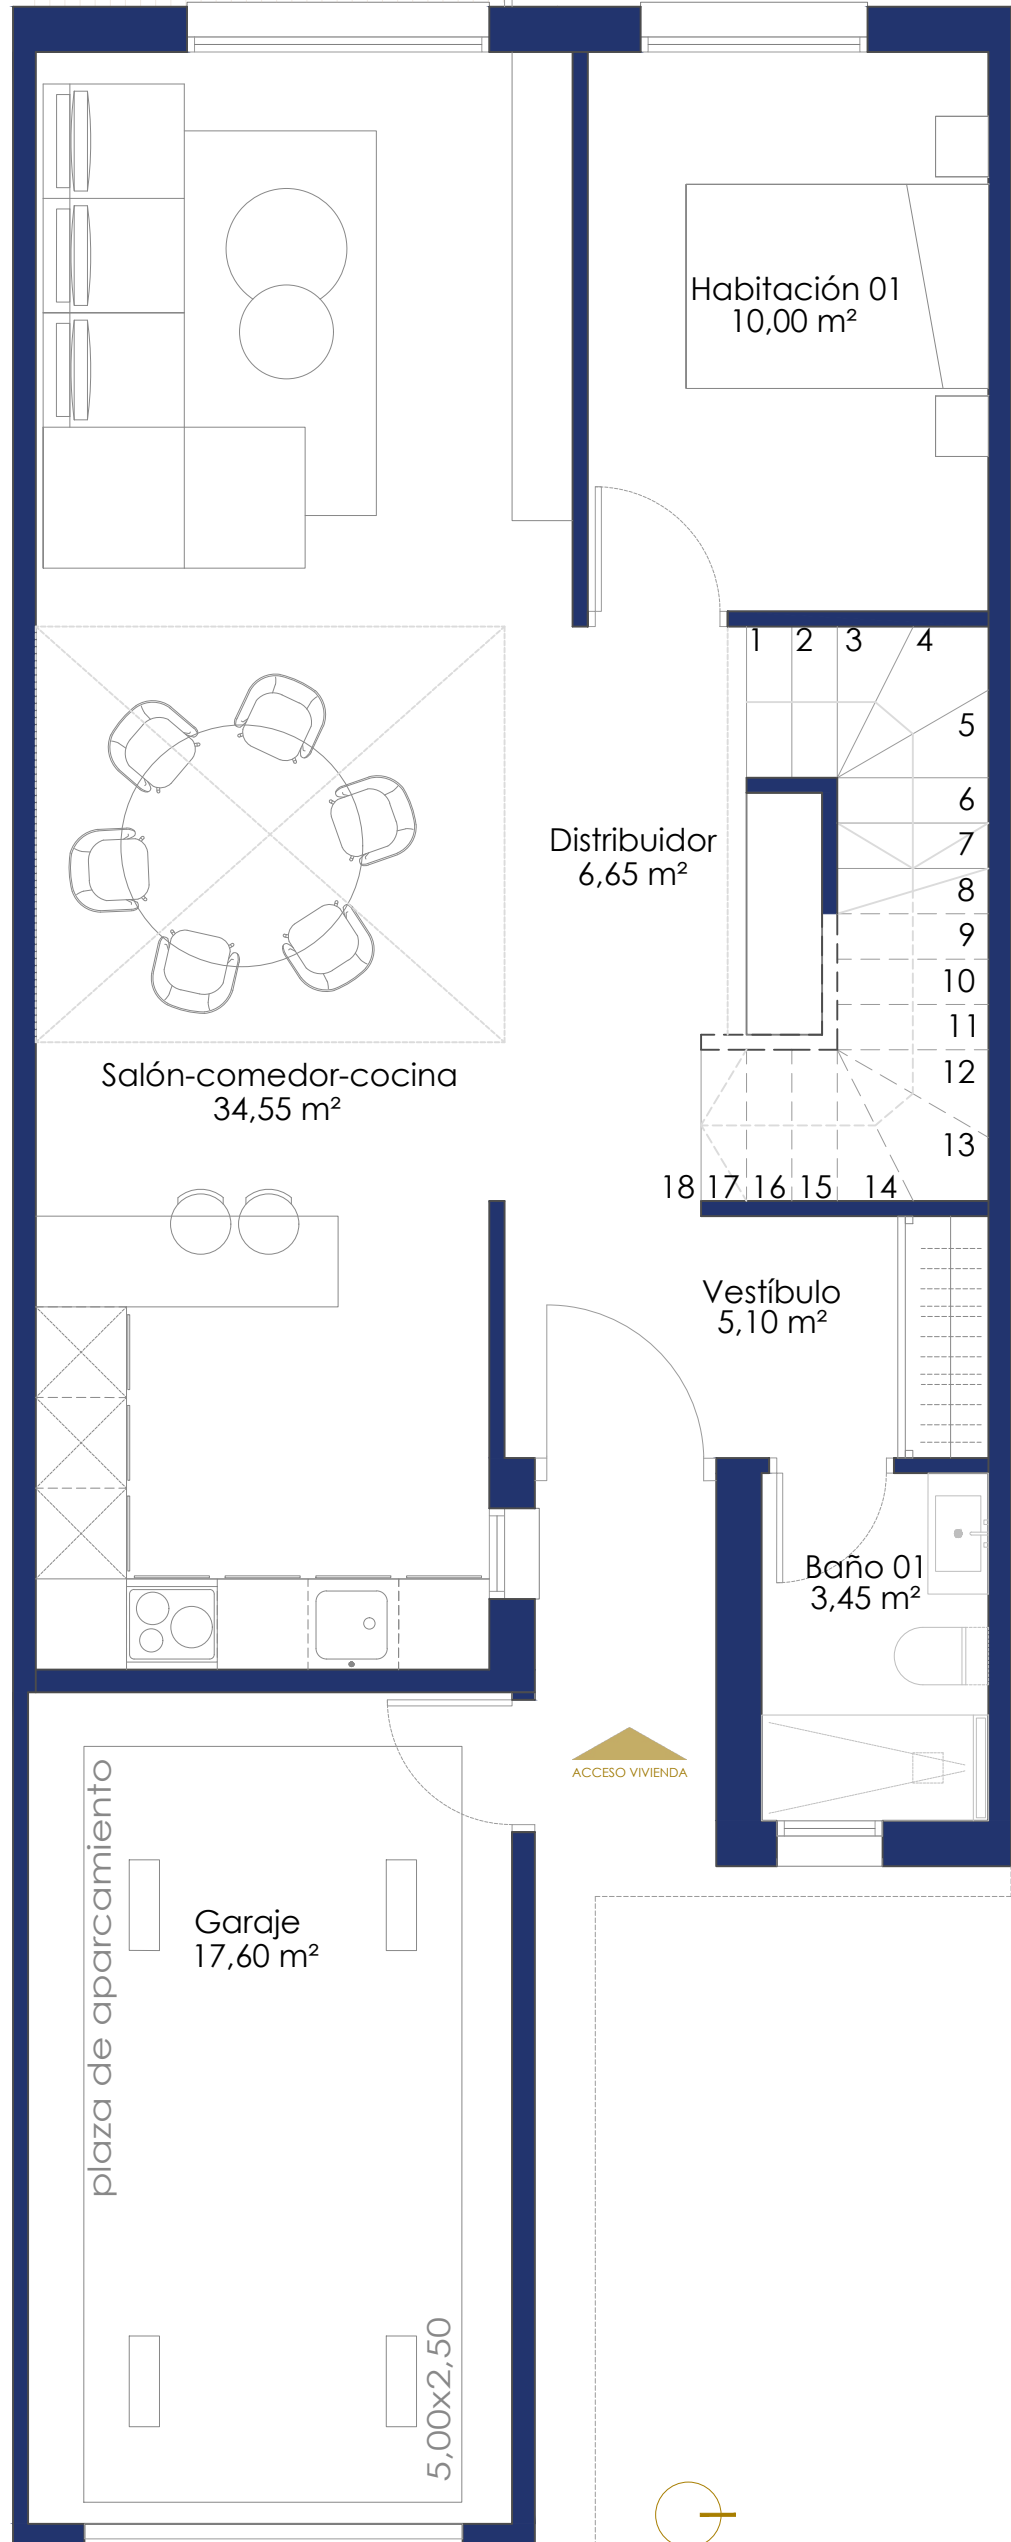 Habitación 01
10,00 m²
1 2 3 4
5
6
7
8
9
10
11
12
13
18 17 16 15 14
Distribuidor
6,65 m²
Salón-comedor-cocina
34,55 m²
Vestíbulo
5,10 m²
Baño 01
3,45 m²
ACCESO VIVIENDA
plaza de aparcamiento
Garaje
17,60 m²
5,00x2,50